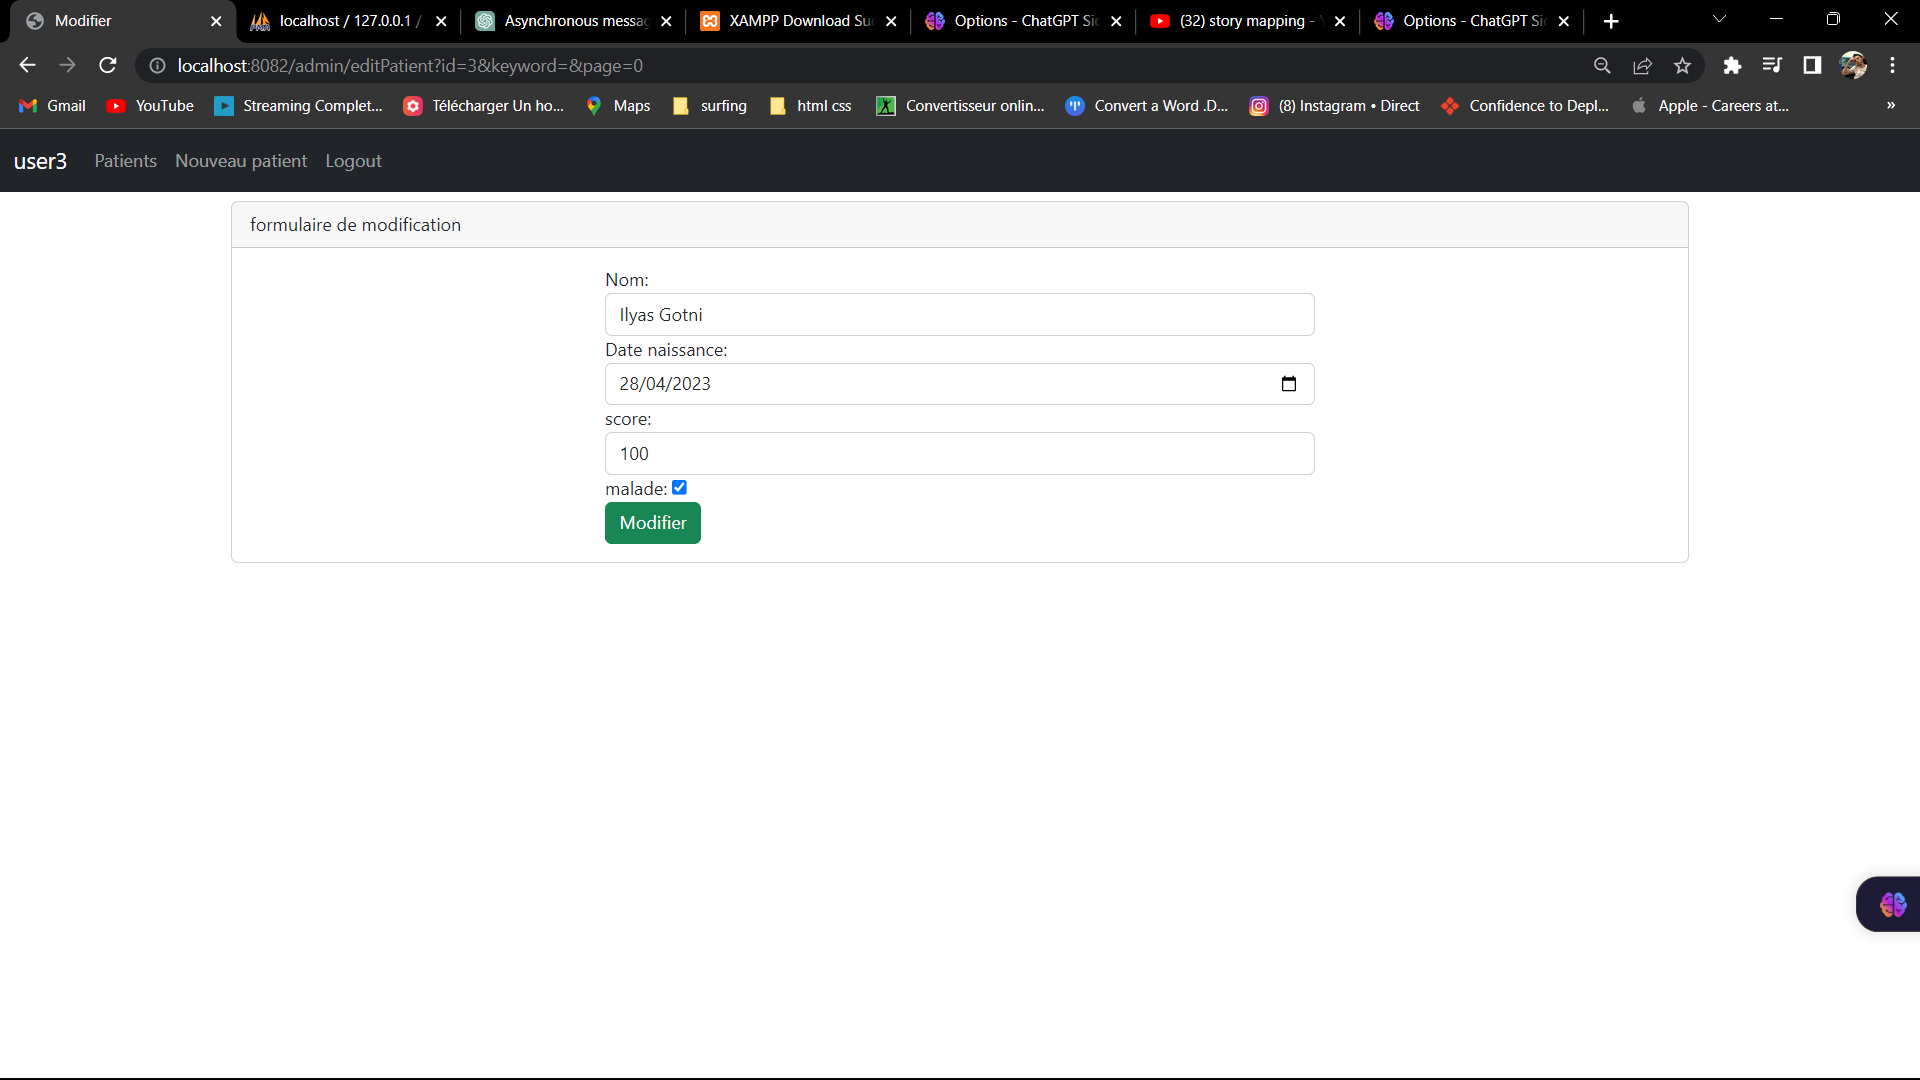 Modifier
localhost / 127.0.0.1 /
Asynchronous messag
XAMPP Download Suc
Options - ChatGPT Sid
(32) story mapping -
Options - ChatGPT Sid
localhost:8082/admin/editPatient?id=3&keyword=&page=0
Gmail
YouTube
Streaming Complet...
Télécharger Un ho...
Maps
surfing
html css
Convertisseur onlin...
Convert a Word .D...
(8) Instagram • Direct
Confidence to Depl...
Apple - Careers at...
»
user3
Patients
Nouveau patient
Logout
formulaire de modification
Nom:
Ilyas Gotni
Date naissance:
28/04/2023
score:
100
malade:
Modifier